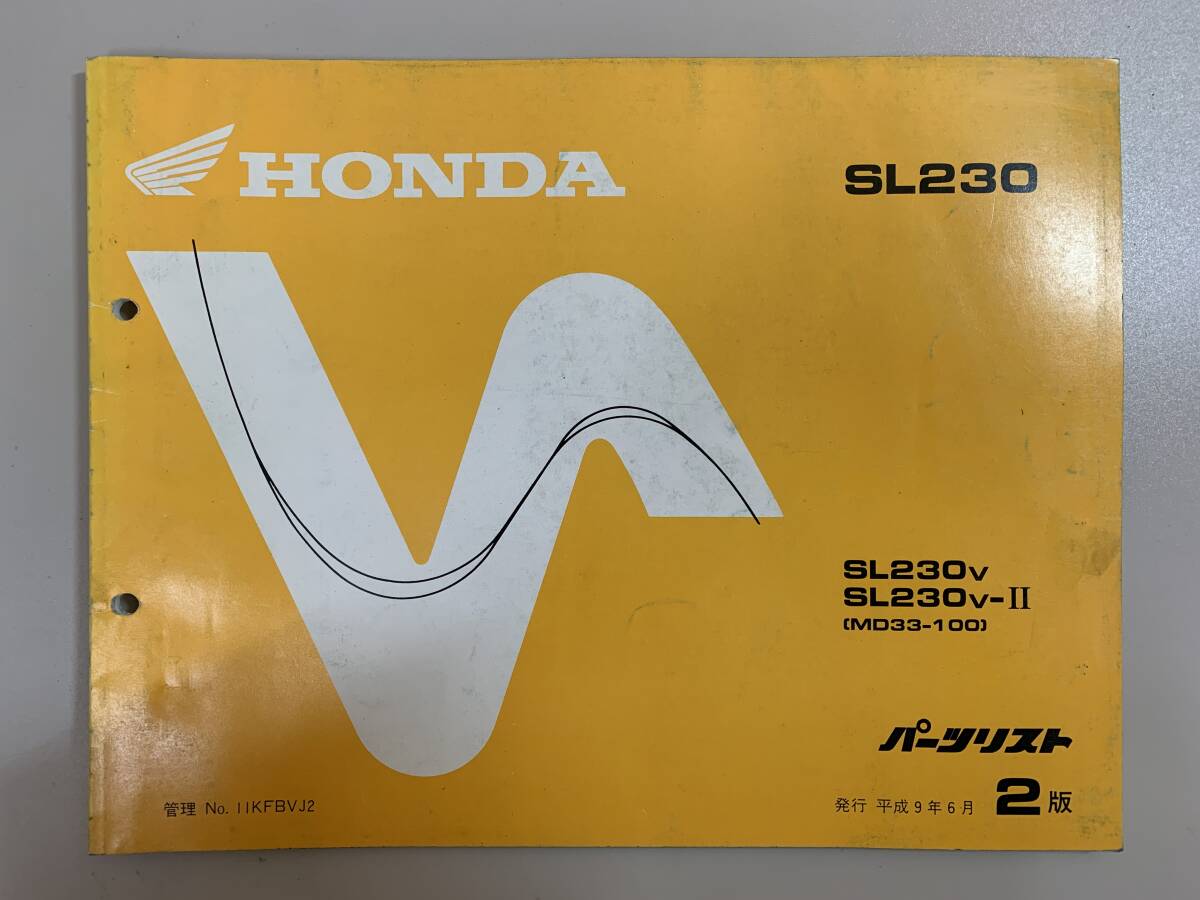 HONDA
SL230
SL230v
SL230v-II
(MD33-100)
パーツリスト
管理 No. 11KFBVJ2
発行 平成9年6月 2版